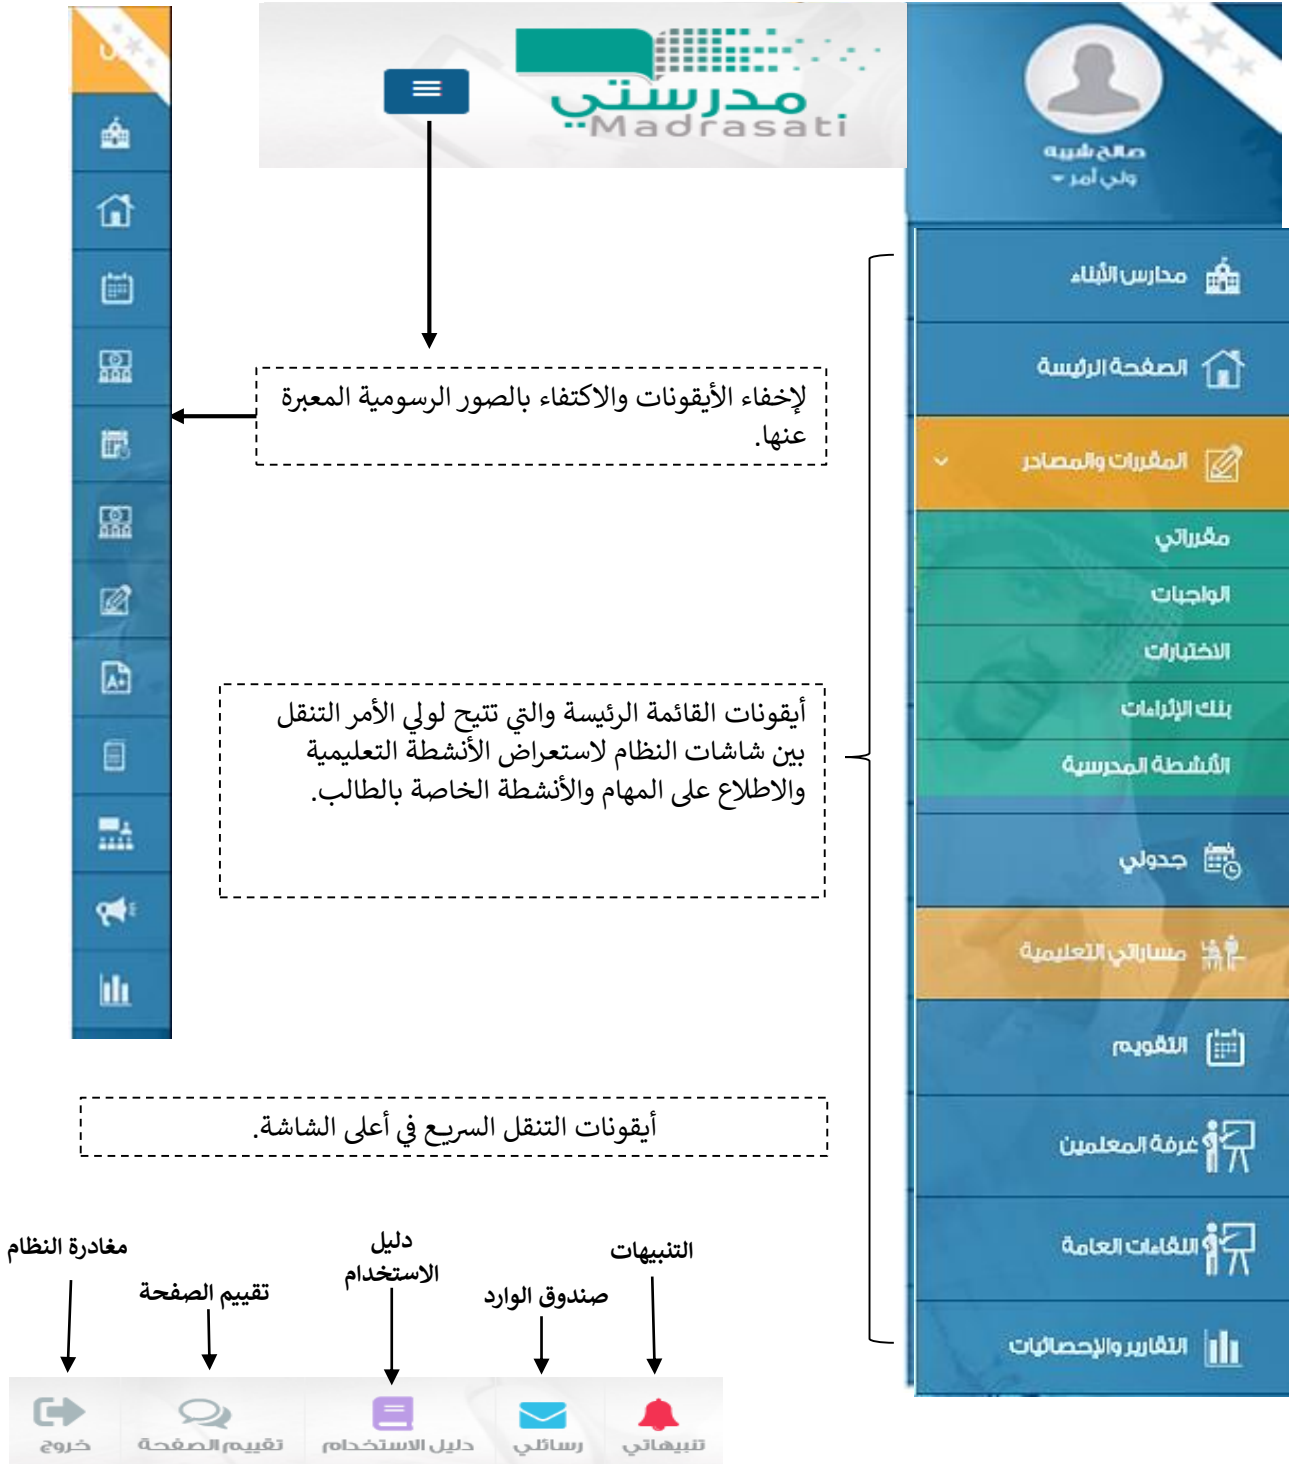 مدرستي
Madrasati
صالح شيبه
ولي أمر
مدارس الأبناء
الصفحة الرئيسة
المقررات والمصادر
مقرراتي
الواجبات
الاختبارات
بنك الإثراءات
الأنشطة المدرسية
جدولي
مساراتي التعليمية
التقويم
غرفة المعلمين
اللقاءات العامة
التقارير والإحصائيات
لإخفاء الأيقونات والاكتفاء بالصور الرسومية المعبرة
عنها.
أيقونات القائمة الرئيسة والتي تتيح لولي الأمر التنقل
بين شاشات النظام لاستعراض الأنشطة التعليمية
والاطلاع على المهام والأنشطة الخاصة بالطالب.
أيقونات التنقل السريع في أعلى الشاشة.
التنبيهات
صندوق الوارد
دليل
الاستخدام
تقييم الصفحة
مغادرة النظام
تنبيهاتي
رسائلي
دليل الاستخدام
تقييم الصفحة
خروج
A+